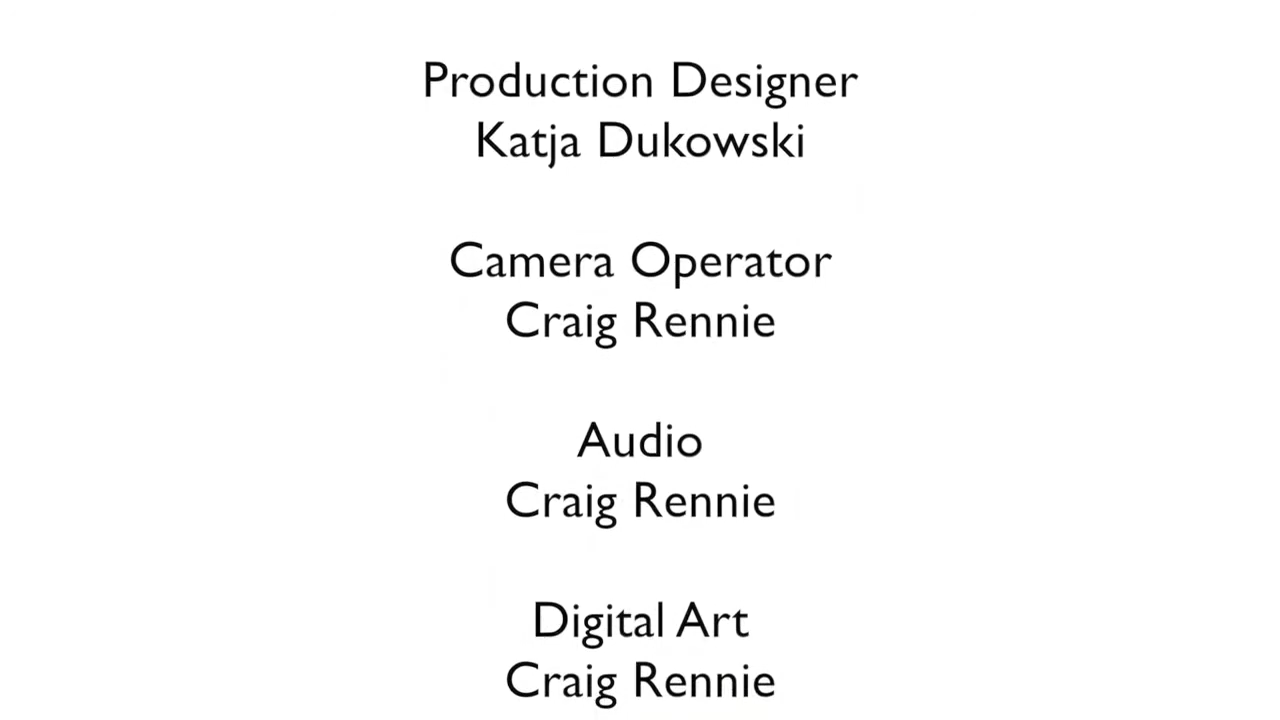 Production Designer
Katja Dukowski
Camera Operator
Craig Rennie
Audio
Craig Rennie
Digital Art
Craig Rennie